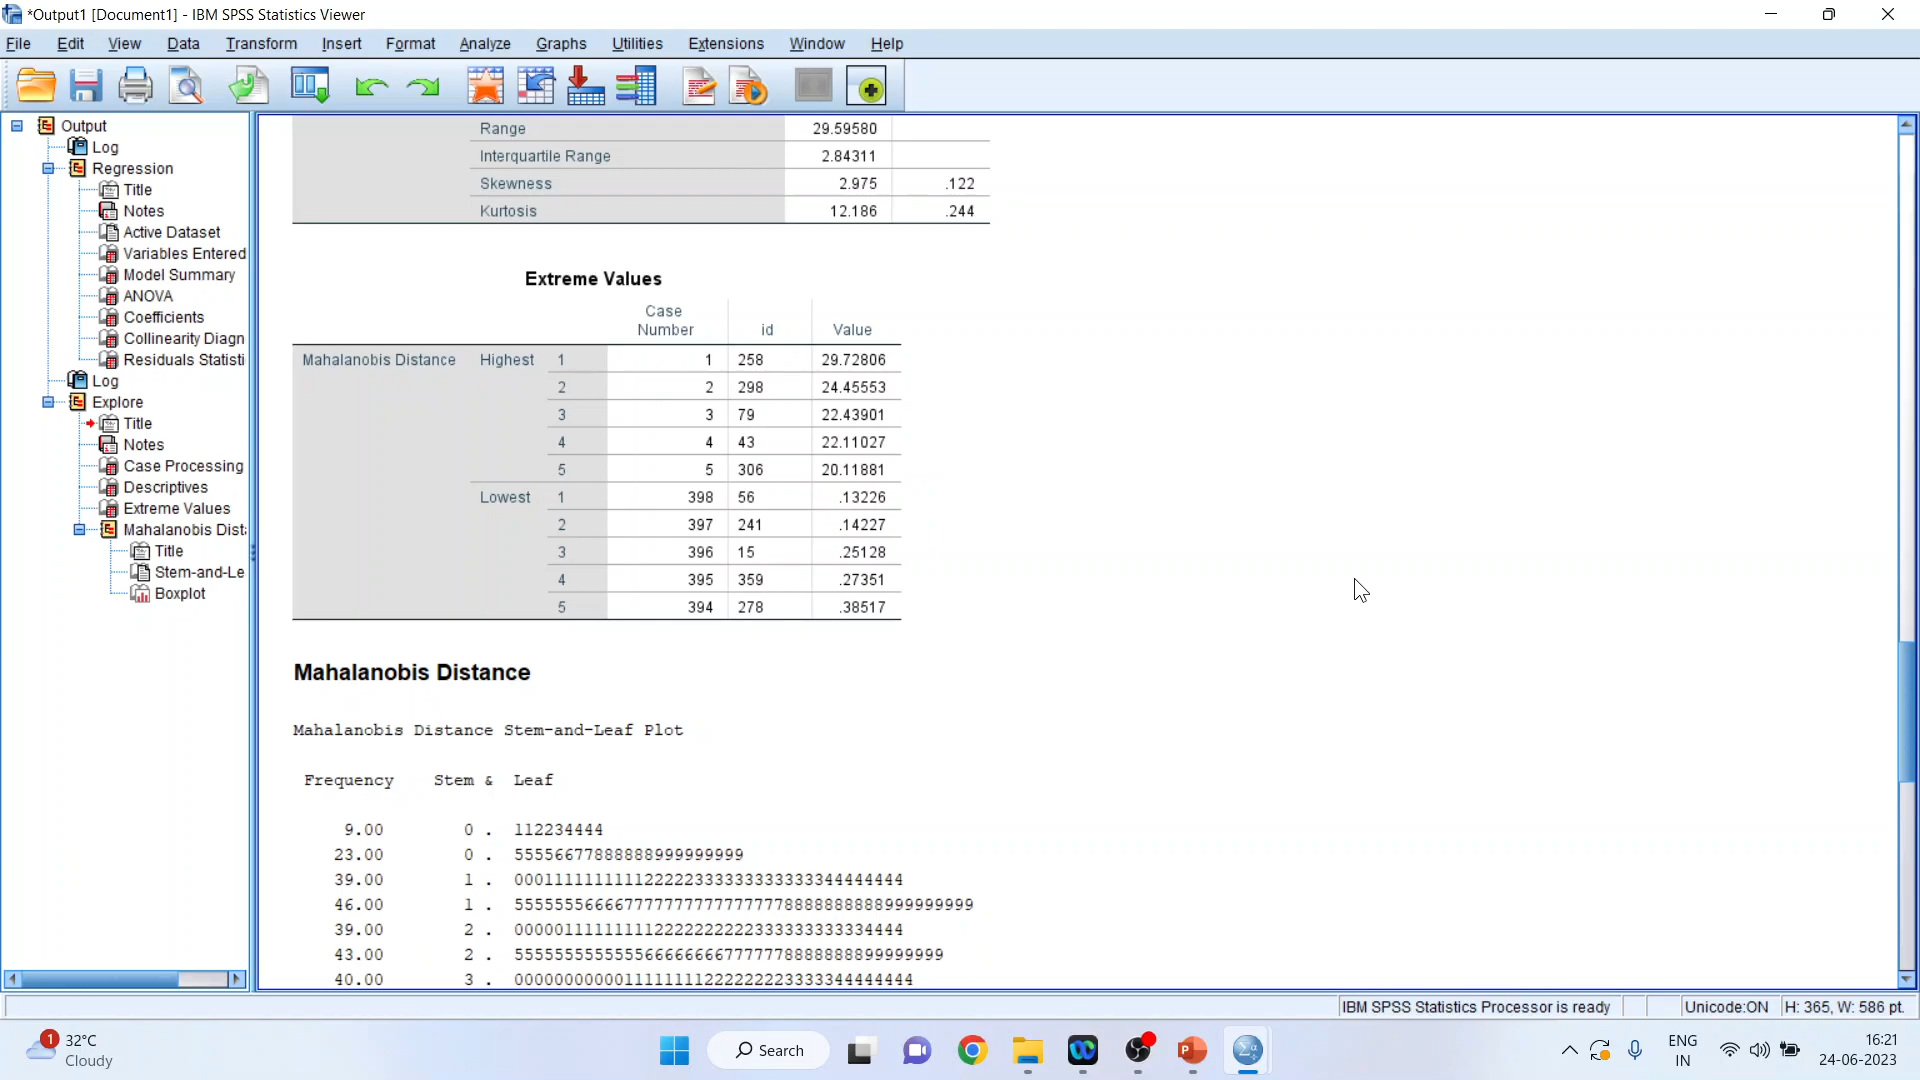 *Output1 [Document1] - IBM SPSS Statistics Viewer
File Edit View Data Transform Insert Format Analyze Graphs Utilities Extensions Window Help
Output
Log
Regression
Title
Notes
Active Dataset
Variables Entered
Model Summary
ANOVA
Coefficients
Collinearity Diagn
Residuals Statisti
Log
Explore
Title
Notes
Case Processing
Descriptives
Extreme Values
Mahalanobis Dist
Title
Stem-and-Le
Boxplot
Range 29.59580
Interquartile Range 2.84311
Skewness 2.975 .122
Kurtosis 12.186 .244
Extreme Values
Case Number id Value
Mahalanobis Distance Highest 1 1 258 29.72806
2 2 298 24.45553
3 3 79 22.43901
4 4 43 22.11027
5 5 306 20.11881
Lowest 1 398 56 .13226
2 397 241 .14227
3 396 15 .25128
4 395 359 .27351
5 394 278 .38517
Mahalanobis Distance
Mahalanobis Distance Stem-and-Leaf Plot
Frequency Stem & Leaf
9.00 0 . 112234444
23.00 0 . 55556677888888999999999
39.00 1 .
46.00 1 .
39.00 2 .
43.00 2 .
40.00 3 .
IBM SPSS Statistics Processor is ready Unicode:ON H: 365, W: 586 pt.
1 32°C
Cloudy
Search
ENG
IN
16:21
24-06-2023